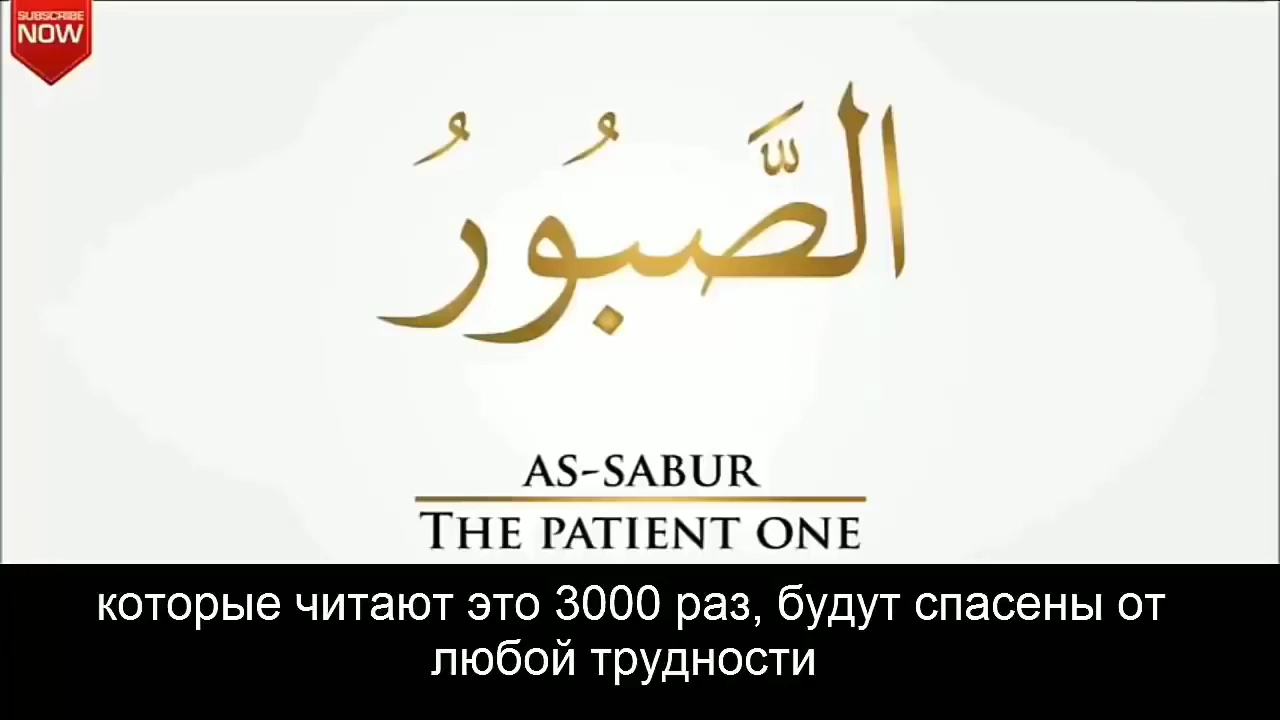 SUBSCRIBE
NOW
الصَّبُورُ
AS-SABUR
THE PATIENT ONE
которые читают это 3000 раз, будут спасены от
любой трудности